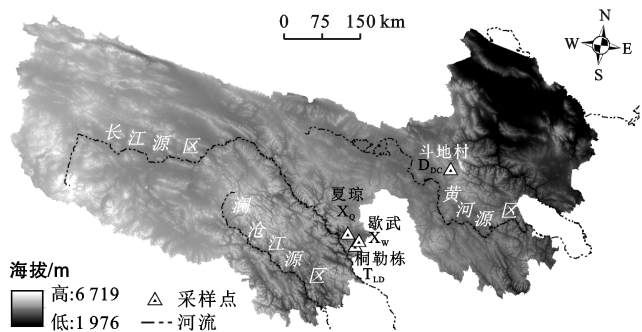 0 75 150 km
N
W E
S
长江源区
斗地村
D_DC
黄河源区
夏琼
X_Q
歇武
X_W
桐勒栋
T_LD
澜沧江源区
海拔/m
高:6 719
低:1 976
采样点
河流